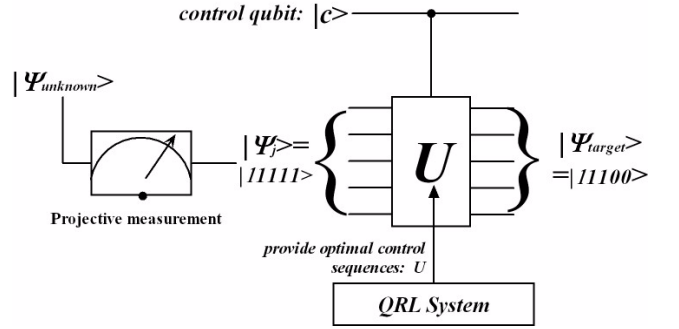 control qubit: |c>
|Ψunknown>
|Ψj>=
|11111>
U
|Ψtarget>
=|11100>
Projective measurement
provide optimal control
sequences: U
QRL System